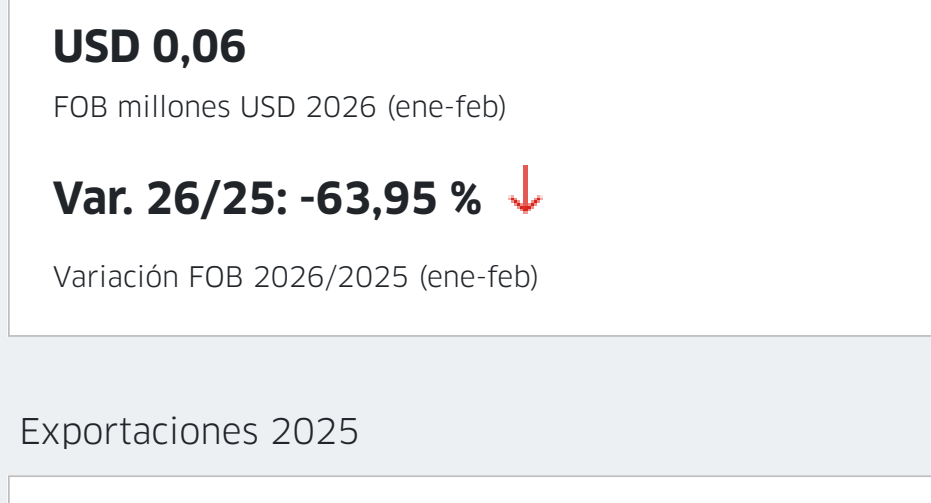 USD 0,06
FOB millones USD 2026 (ene-feb)
Var. 26/25: -63,95 %
Variación FOB 2026/2025 (ene-feb)
Exportaciones 2025